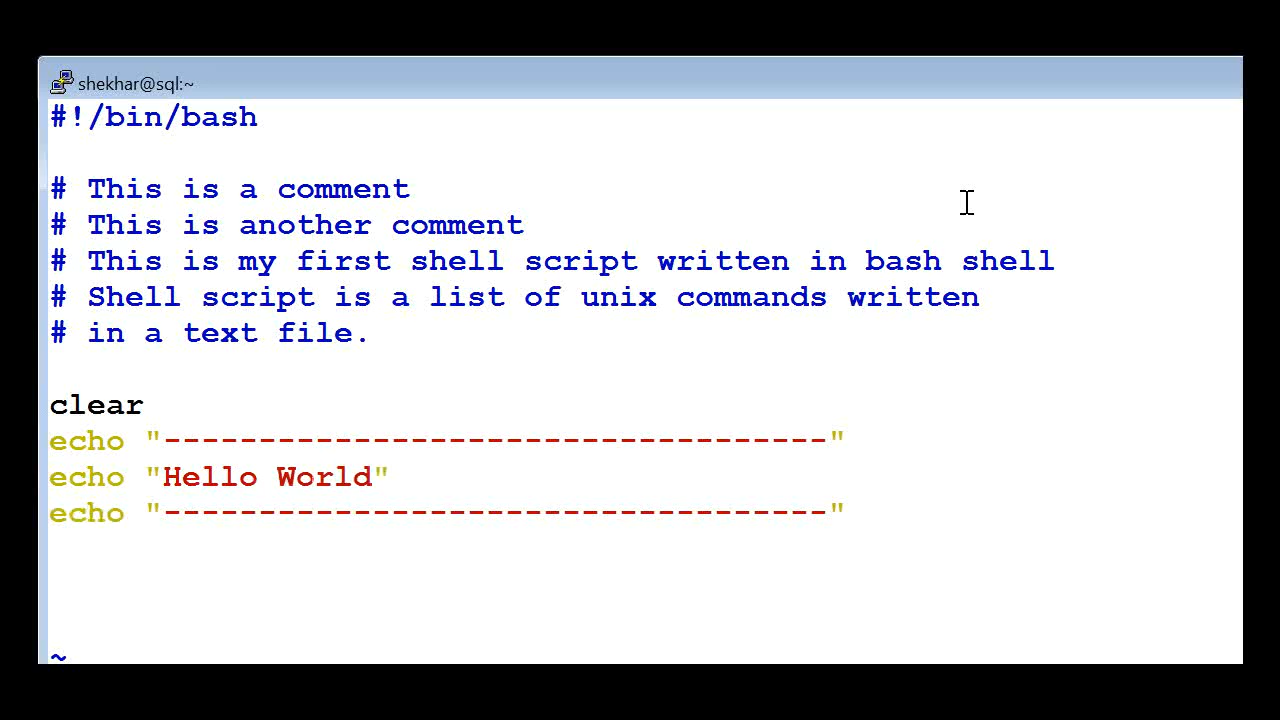 shekhar@sql:~
#!/bin/bash
# This is a comment
# This is another comment
# This is my first shell script written in bash shell
# Shell script is a list of unix commands written
# in a text file.
clear
echo "-----------------------------------"
echo "Hello World"
echo "-----------------------------------"
~